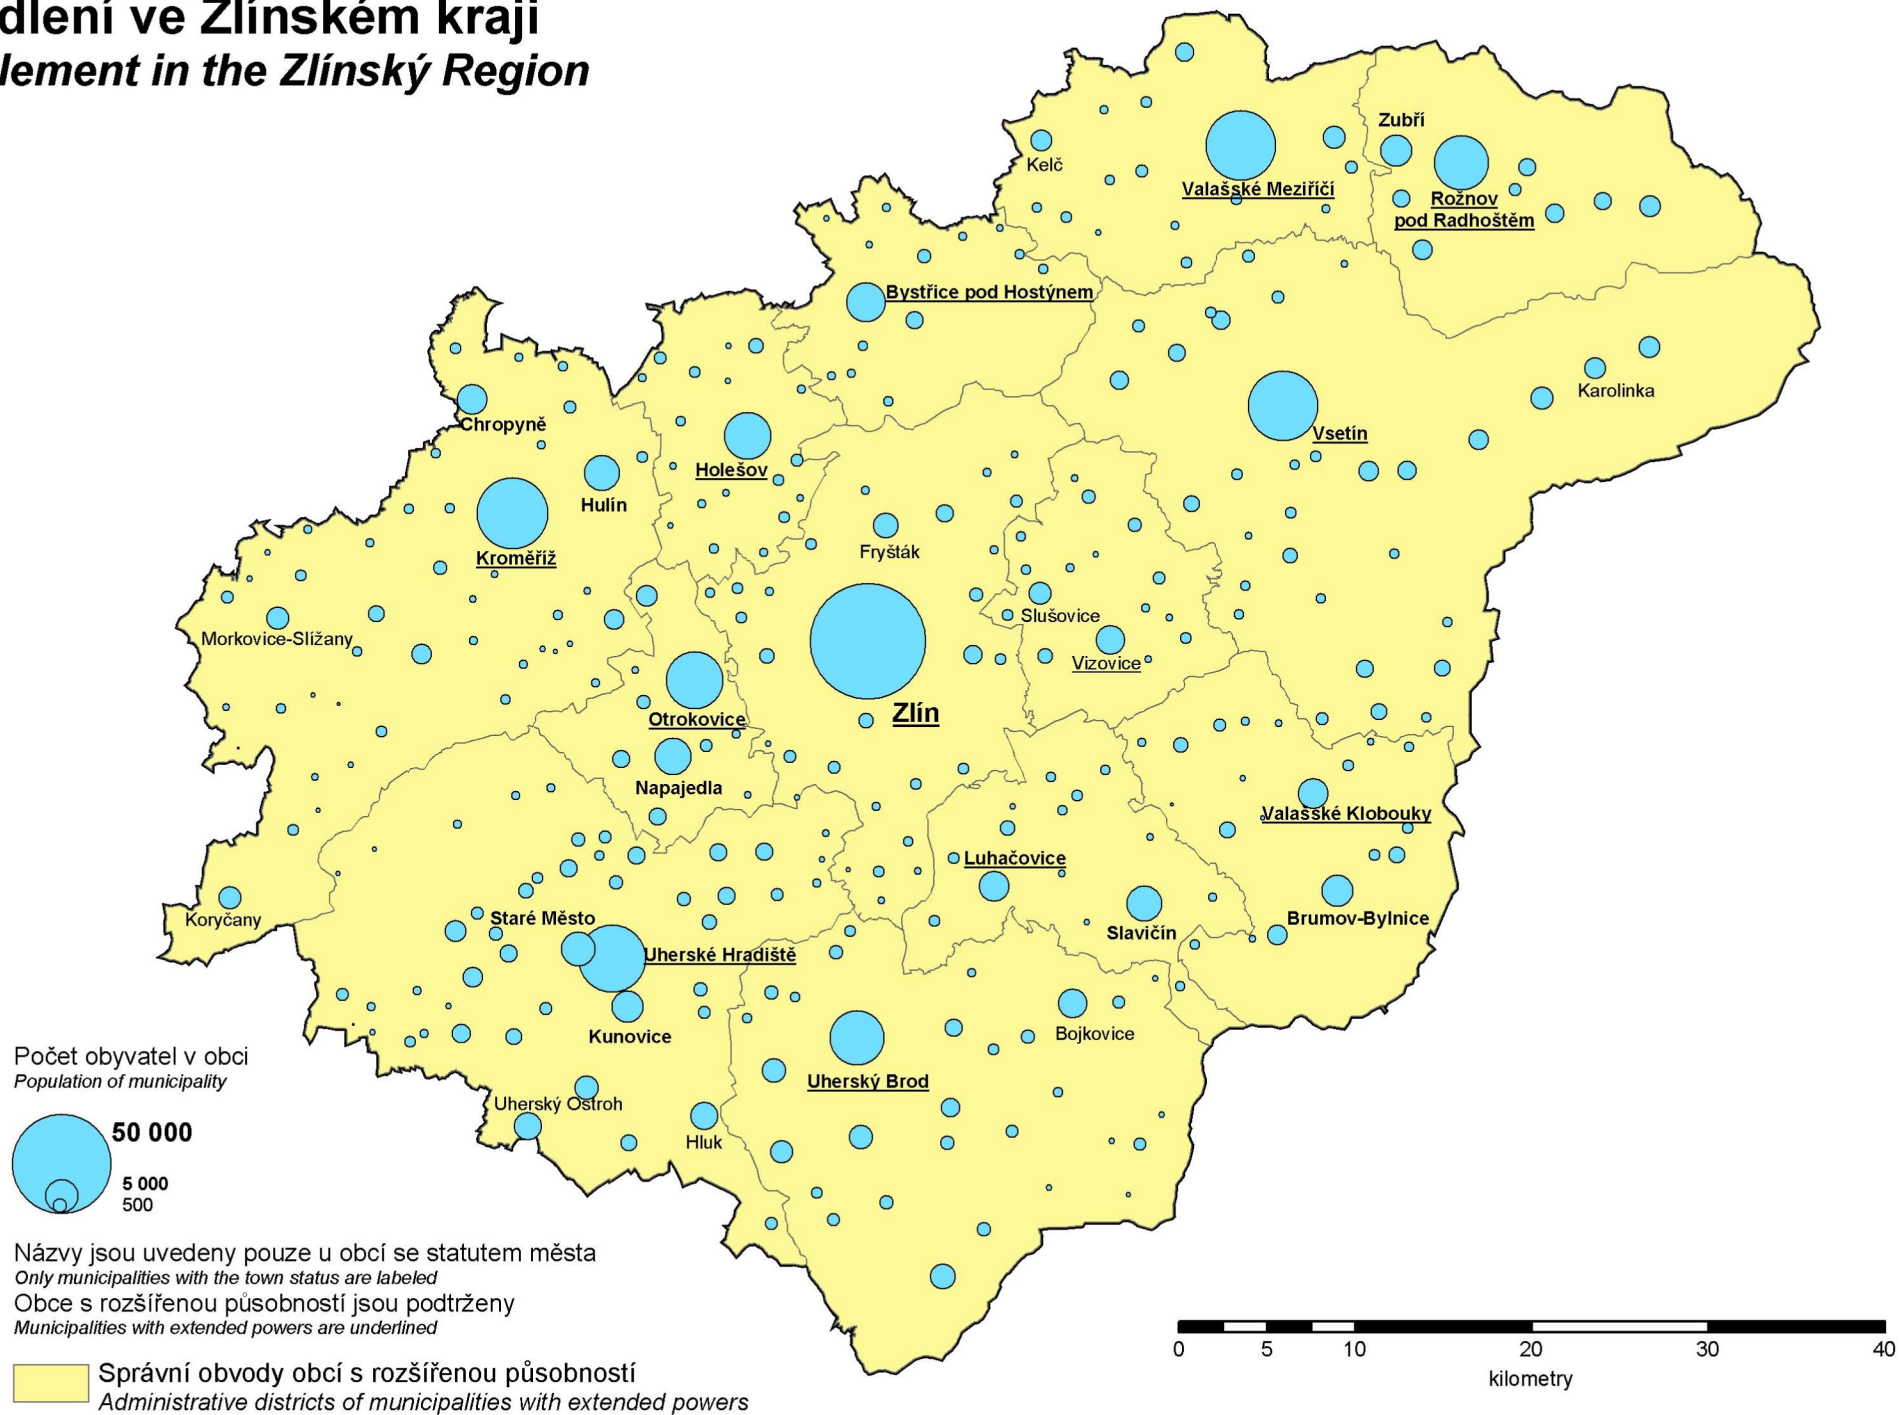 dlení ve Zlínském kraji
lement in the Zlínský Region
Zubří
Kelč
Valašské Meziříčí
Rožnov
pod Radhoštěm
Bystřice pod Hostýnem
Karolinka
Chropyně
Vsetín
Holešov
Hulín
Fryšták
Kroměříž
Slušovice
Morkovice-Slížany
Vizovice
Zlín
Otrokovice
Napajedla
Valašské Klobouky
Luhačovice
Koryčany
Staré Město
Brumov-Bylnice
Slavičín
Uherské Hradiště
Kunovice
Bojkovice
Uherský Brod
Uherský Ostroh
Hluk
Počet obyvatel v obci
Population of municipality
50 000
5 000
500
Názvy jsou uvedeny pouze u obcí se statutem města
Only municipalities with the town status are labeled
Obce s rozšířenou působností jsou podtrženy
Municipalities with extended powers are underlined
Správní obvody obcí s rozšířenou působností
Administrative districts of municipalities with extended powers
0 5 10 20 30 40
kilometry